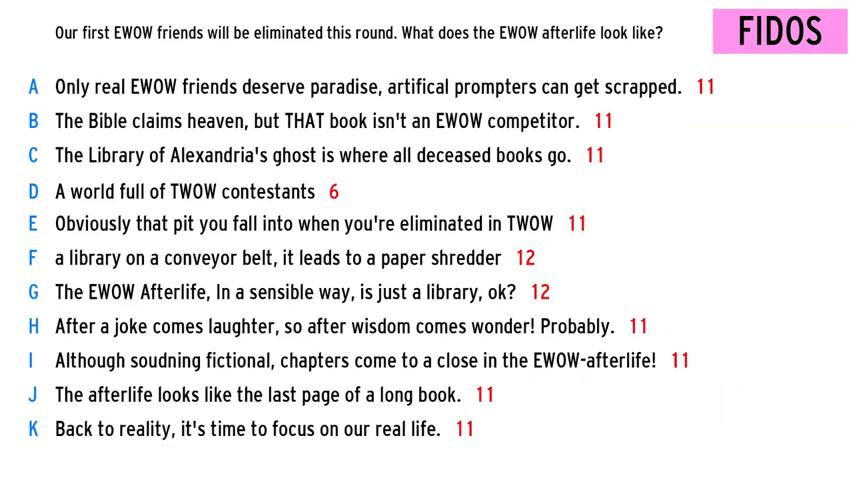 Our first EWOW friends will be eliminated this round. What does the EWOW afterlife look like?
FIDOS
A Only real EWOW friends deserve paradise, artifical prompters can get scrapped. 11
B The Bible claims heaven, but THAT book isn't an EWOW competitor. 11
C The Library of Alexandria's ghost is where all deceased books go. 11
D A world full of TWOW contestants 6
E Obviously that pit you fall into when you're eliminated in TWOW 11
F a library on a conveyor belt, it leads to a paper shredder 12
G The EWOW Afterlife, In a sensible way, is just a library, ok? 12
H After a joke comes laughter, so after wisdom comes wonder! Probably. 11
I Although soudning fictional, chapters come to a close in the EWOW-afterlife! 11
J The afterlife looks like the last page of a long book. 11
K Back to reality, it's time to focus on our real life. 11